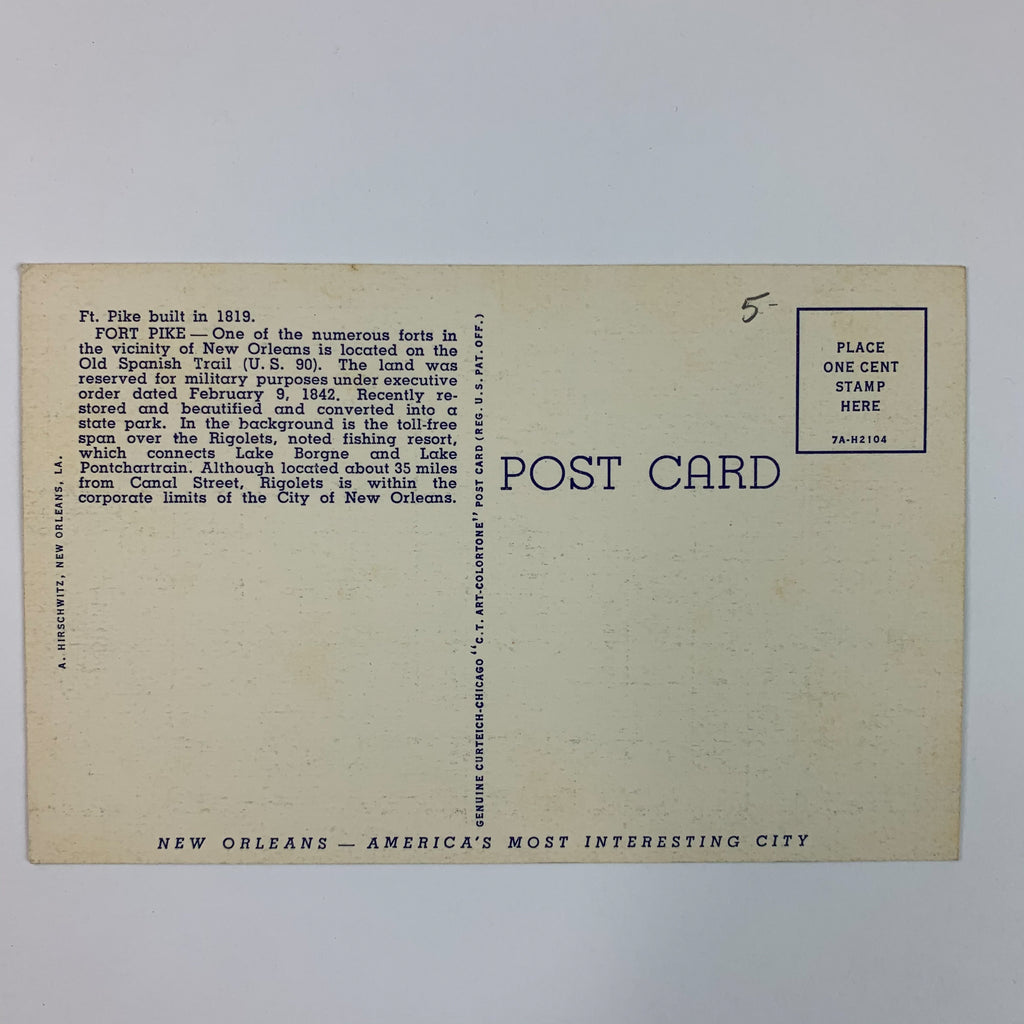 Ft. Pike built in 1819.
FORT PIKE — One of the numerous forts in
the vicinity of New Orleans is located on the
Old Spanish Trail (U. S. 90). The land was
reserved for military purposes under executive
order dated February 9, 1842. Recently re-
stored and beautified and converted into a
state park. In the background is the toll-free
span over the Rigolets, noted fishing resort,
which connects Lake Borgne and Lake
Pontchartrain. Although located about 35 miles
from Canal Street, Rigolets is within the
corporate limits of the City of New Orleans.
A. HIRSCHWITZ, NEW ORLEANS, LA.
GENUINE CURTEICH-CHICAGO "C.T. ART-COLORTONE" POST CARD (REG. U.S. PAT. OFF.)
5-
POST CARD
PLACE
ONE CENT
STAMP
HERE
7A-H2104
NEW ORLEANS — AMERICA'S MOST INTERESTING CITY